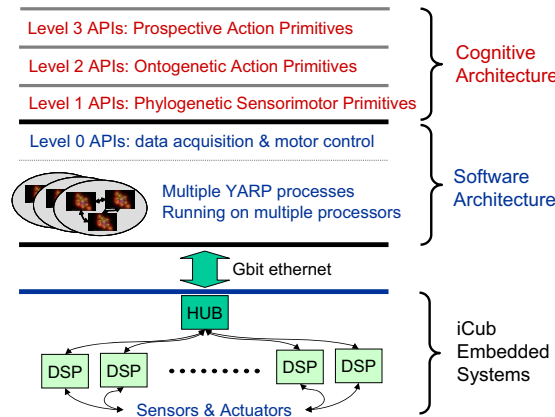 Level 3 APIs: Prospective Action Primitives
Level 2 APIs: Ontogenetic Action Primitives
Level 1 APIs: Phylogenetic Sensorimotor Primitives
Cognitive
Architecture
Level 0 APIs: data acquisition & motor control
Multiple YARP processes
Running on multiple processors
Software
Architecture
Gbit ethernet
HUB
DSP
DSP
DSP
DSP
Sensors & Actuators
iCub
Embedded
Systems